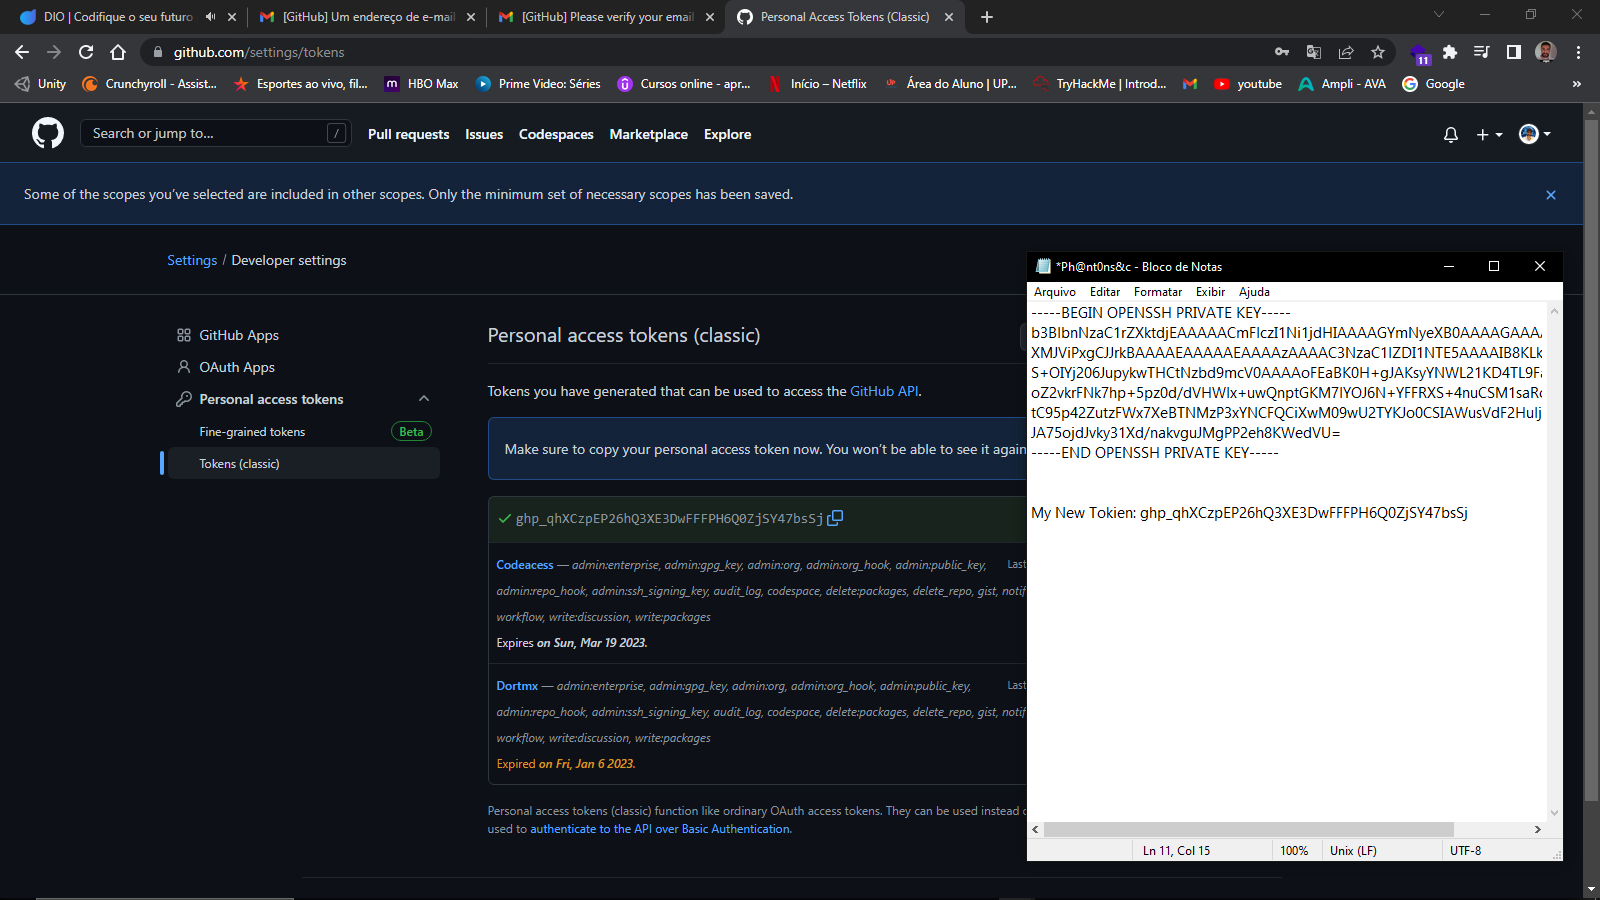 DIO | Codifique o seu futuro
[GitHub] Um endereço de e-mail
[GitHub] Please verify your email
Personal Access Tokens (Classic)
github.com/settings/tokens
11
Unity
Crunchyroll - Assist...
Esportes ao vivo, fil...
HBO Max
Prime Video: Séries
Cursos online - apr...
Início – Netflix
Área do Aluno | UP...
TryHackMe | Introd...
youtube
Ampli - AVA
Google
»
Search or jump to...
/
Pull requests
Issues
Codespaces
Marketplace
Explore
Some of the scopes you’ve selected are included in other scopes. Only the minimum set of necessary scopes has been saved.
Settings / Developer settings
GitHub Apps
OAuth Apps
Personal access tokens
Fine-grained tokens
Beta
Tokens (classic)
Personal access tokens (classic)
Tokens you have generated that can be used to access the GitHub API.
Make sure to copy your personal access token now. You won’t be able to see it again
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
Codeacess — admin:enterprise, admin:gpg_key, admin:org, admin:org_hook, admin:public_key,
Last
admin:repo_hook, admin:ssh_signing_key, audit_log, codespace, delete:packages, delete_repo, gist, notif
workflow, write:discussion, write:packages
Expires on Sun, Mar 19 2023.
Dortmx — admin:enterprise, admin:gpg_key, admin:org, admin:org_hook, admin:public_key,
Last
admin:repo_hook, admin:ssh_signing_key, audit_log, codespace, delete:packages, delete_repo, gist, notif
workflow, write:discussion, write:packages
Expired on Fri, Jan 6 2023.
Personal access tokens (classic) function like ordinary OAuth access tokens. They can be used instead
used to authenticate to the API over Basic Authentication.
*Ph@nt0ns&c - Bloco de Notas
Arquivo
Editar
Formatar
Exibir
Ajuda
-----BEGIN OPENSSH PRIVATE KEY-----
-----END OPENSSH PRIVATE KEY-----
My New Tokien: 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
Ln 11, Col 15
100%
Unix (LF)
UTF-8